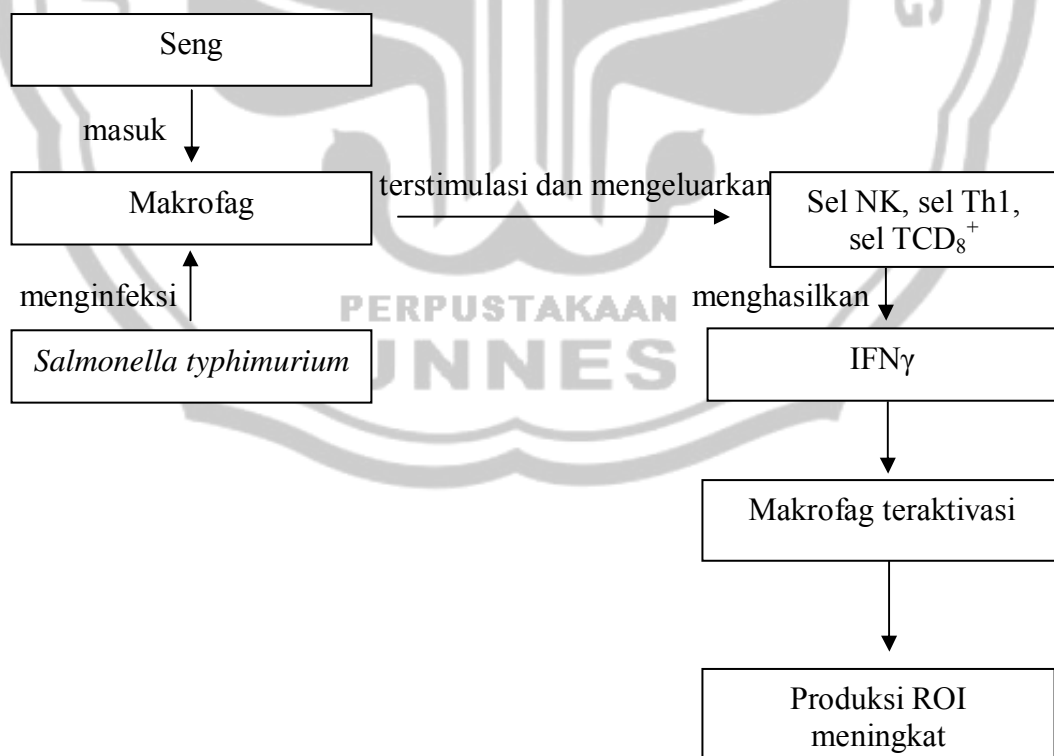 Seng
masuk
Makrofag
terstimulasi dan mengeluarkan
Sel NK, sel Th1,
sel TCD₈⁺
menginfeksi
menghasilkan
PERPUSTAKAAN
UNNES
Salmonella typhimurium
IFNγ
Makrofag teraktivasi
Produksi ROI
meningkat